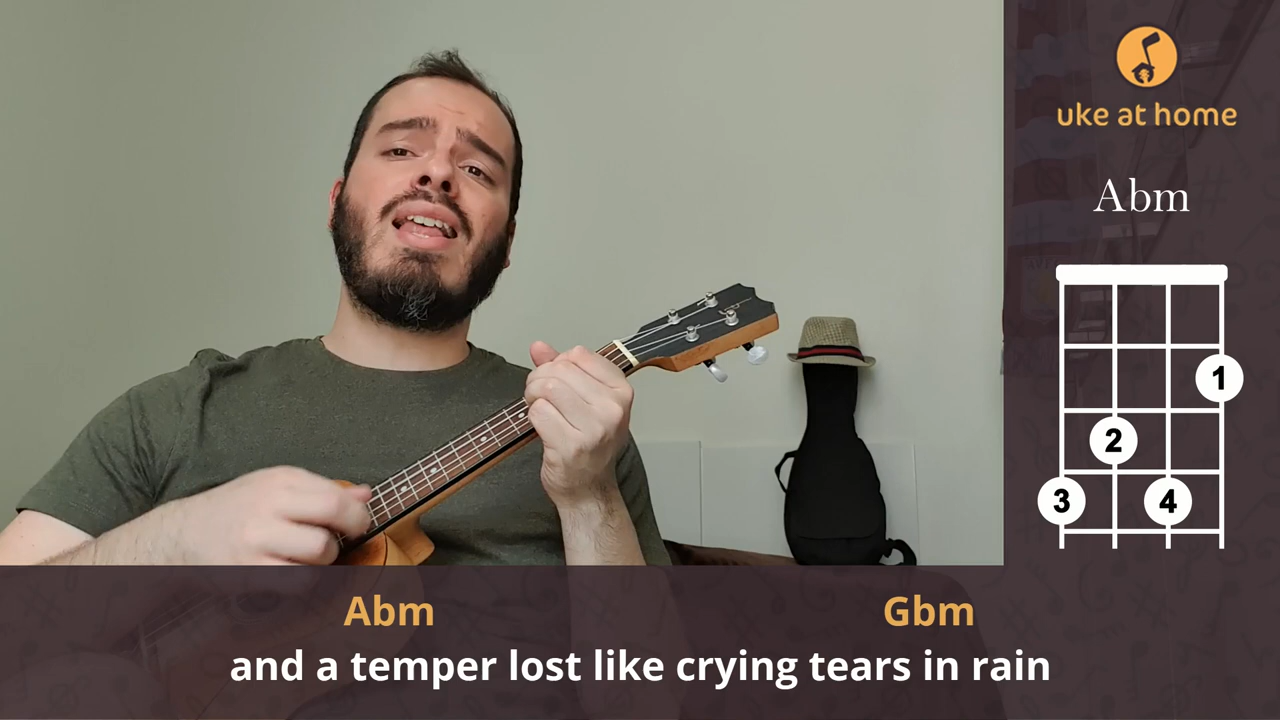 uke at home
Abm
1
2
3 4
Abm Gbm
and a temper lost like crying tears in rain